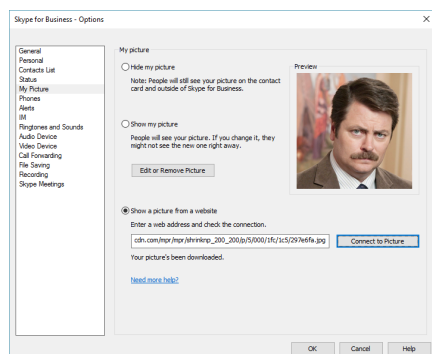 Skype for Business - Options
General
Personal
Contacts List
Status
My Picture
Phones
Alerts
IM
Ringtones and Sounds
Audio Device
Video Device
Call Forwarding
File Saving
Recording
Skype Meetings
My picture
Hide my picture
Note: People will still see your picture on the contact
card and outside of Skype for Business.
Preview
Show my picture
People will see your picture. If you change it, they
might not see the new one right away.
Edit or Remove Picture
Show a picture from a website
Enter a web address and check the connection.
cdn.com/mpr/mpr/shrinknp_200_200/p/5/000/1fc/1c5/297e6fa.jpg
Connect to Picture
Your picture's been downloaded.
Need more help?
OK
Cancel
Help